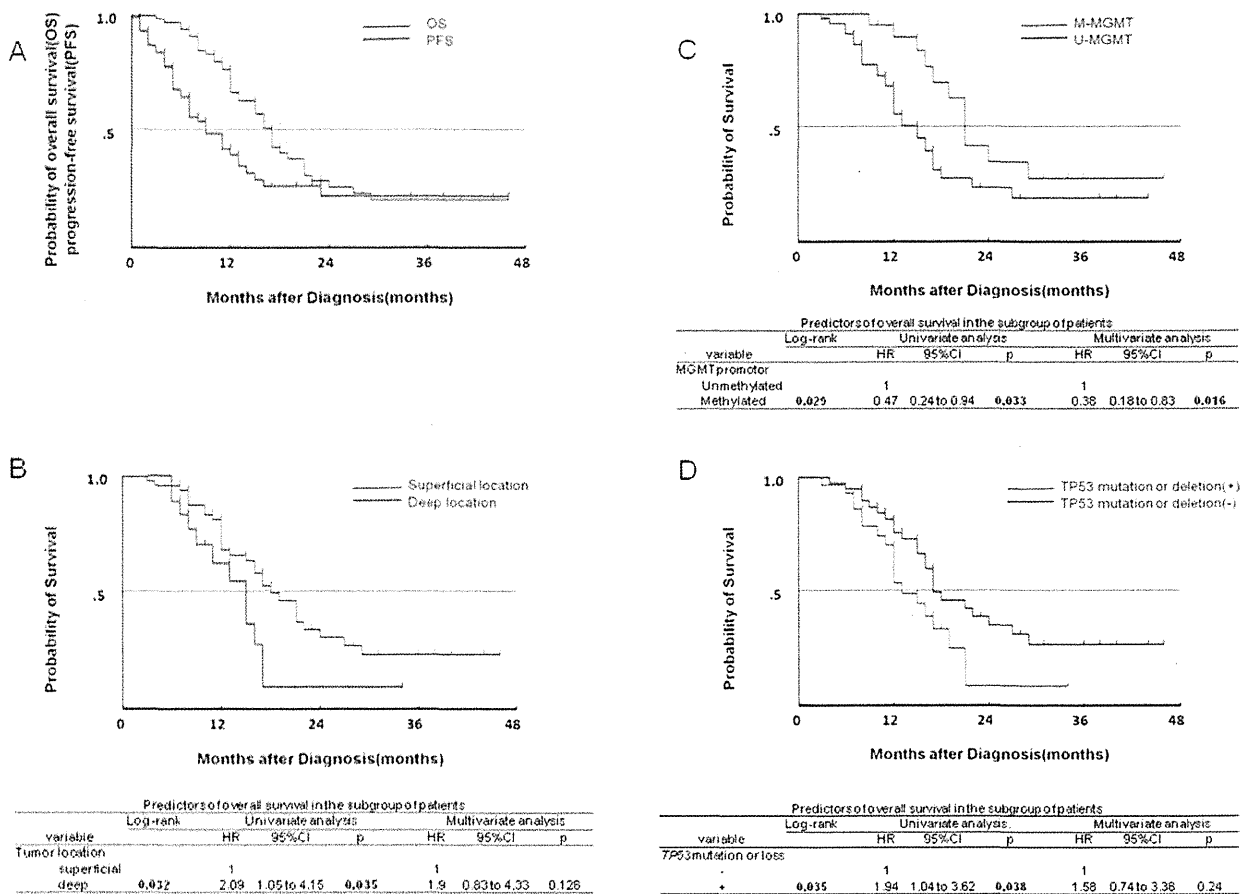 A
Probability of overall survival(OS)
progression-free survival(PFS)
1.0
.5
OS
PFS
0 12 24 36 48
Months after Diagnosis(months)
B
Probability of Survival
1.0
.5
Superficial location
Deep location
0 12 24 36 48
Months after Diagnosis(months)
Predictors of overall survival in the subgroup of patients
Log-rank Univariate analysis Multivariate analysis
variable HR 95%CI p HR 95%CI p
Tumor location
superficial 1 1
deep 0.032 2.09 1.05 to 4.15 0.035 1.9 0.83 to 4.33 0.126
C
Probability of Survival
1.0
.5
M-MGMT
U-MGMT
0 12 24 36 48
Months after Diagnosis(months)
Predictors of overall survival in the subgroup of patients
Log-rank Univariate analysis Multivariate analysis
variable HR 95%CI p HR 95%CI p
MGMT promotor
Unmethylated 1 1
Methylated 0.029 0.47 0.24 to 0.94 0.033 0.38 0.18 to 0.83 0.016
D
Probability of Survival
1.0
.5
TP53 mutation or deletion(+)
TP53 mutation or deletion(-)
0 12 24 36 48
Months after Diagnosis(months)
Predictors of overall survival in the subgroup of patients
Log-rank Univariate analysis Multivariate analysis
variable HR 95%CI p HR 95%CI p
TP53 mutation or loss
- 1 1
+ 0.035 1.94 1.04 to 3.62 0.038 1.58 0.74 to 3.38 0.24